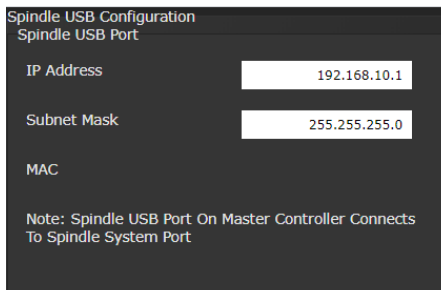 Spindle USB Configuration
Spindle USB Port
IP Address
192.168.10.1
Subnet Mask
255.255.255.0
MAC
Note: Spindle USB Port On Master Controller Connects
To Spindle System Port